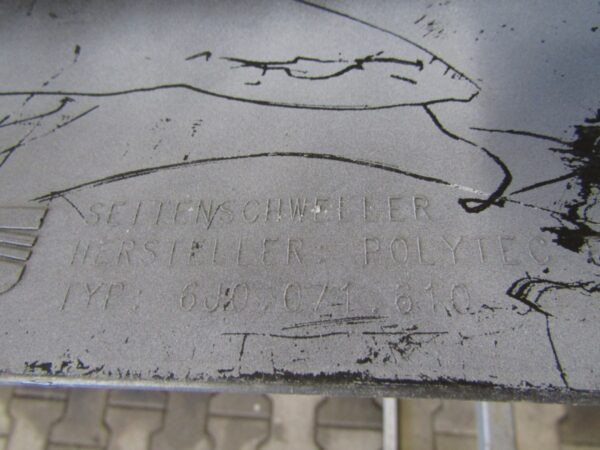 SEITENSCHWELLER
HERSTELLER: POLYTEC
TYP: 6J0.071.610